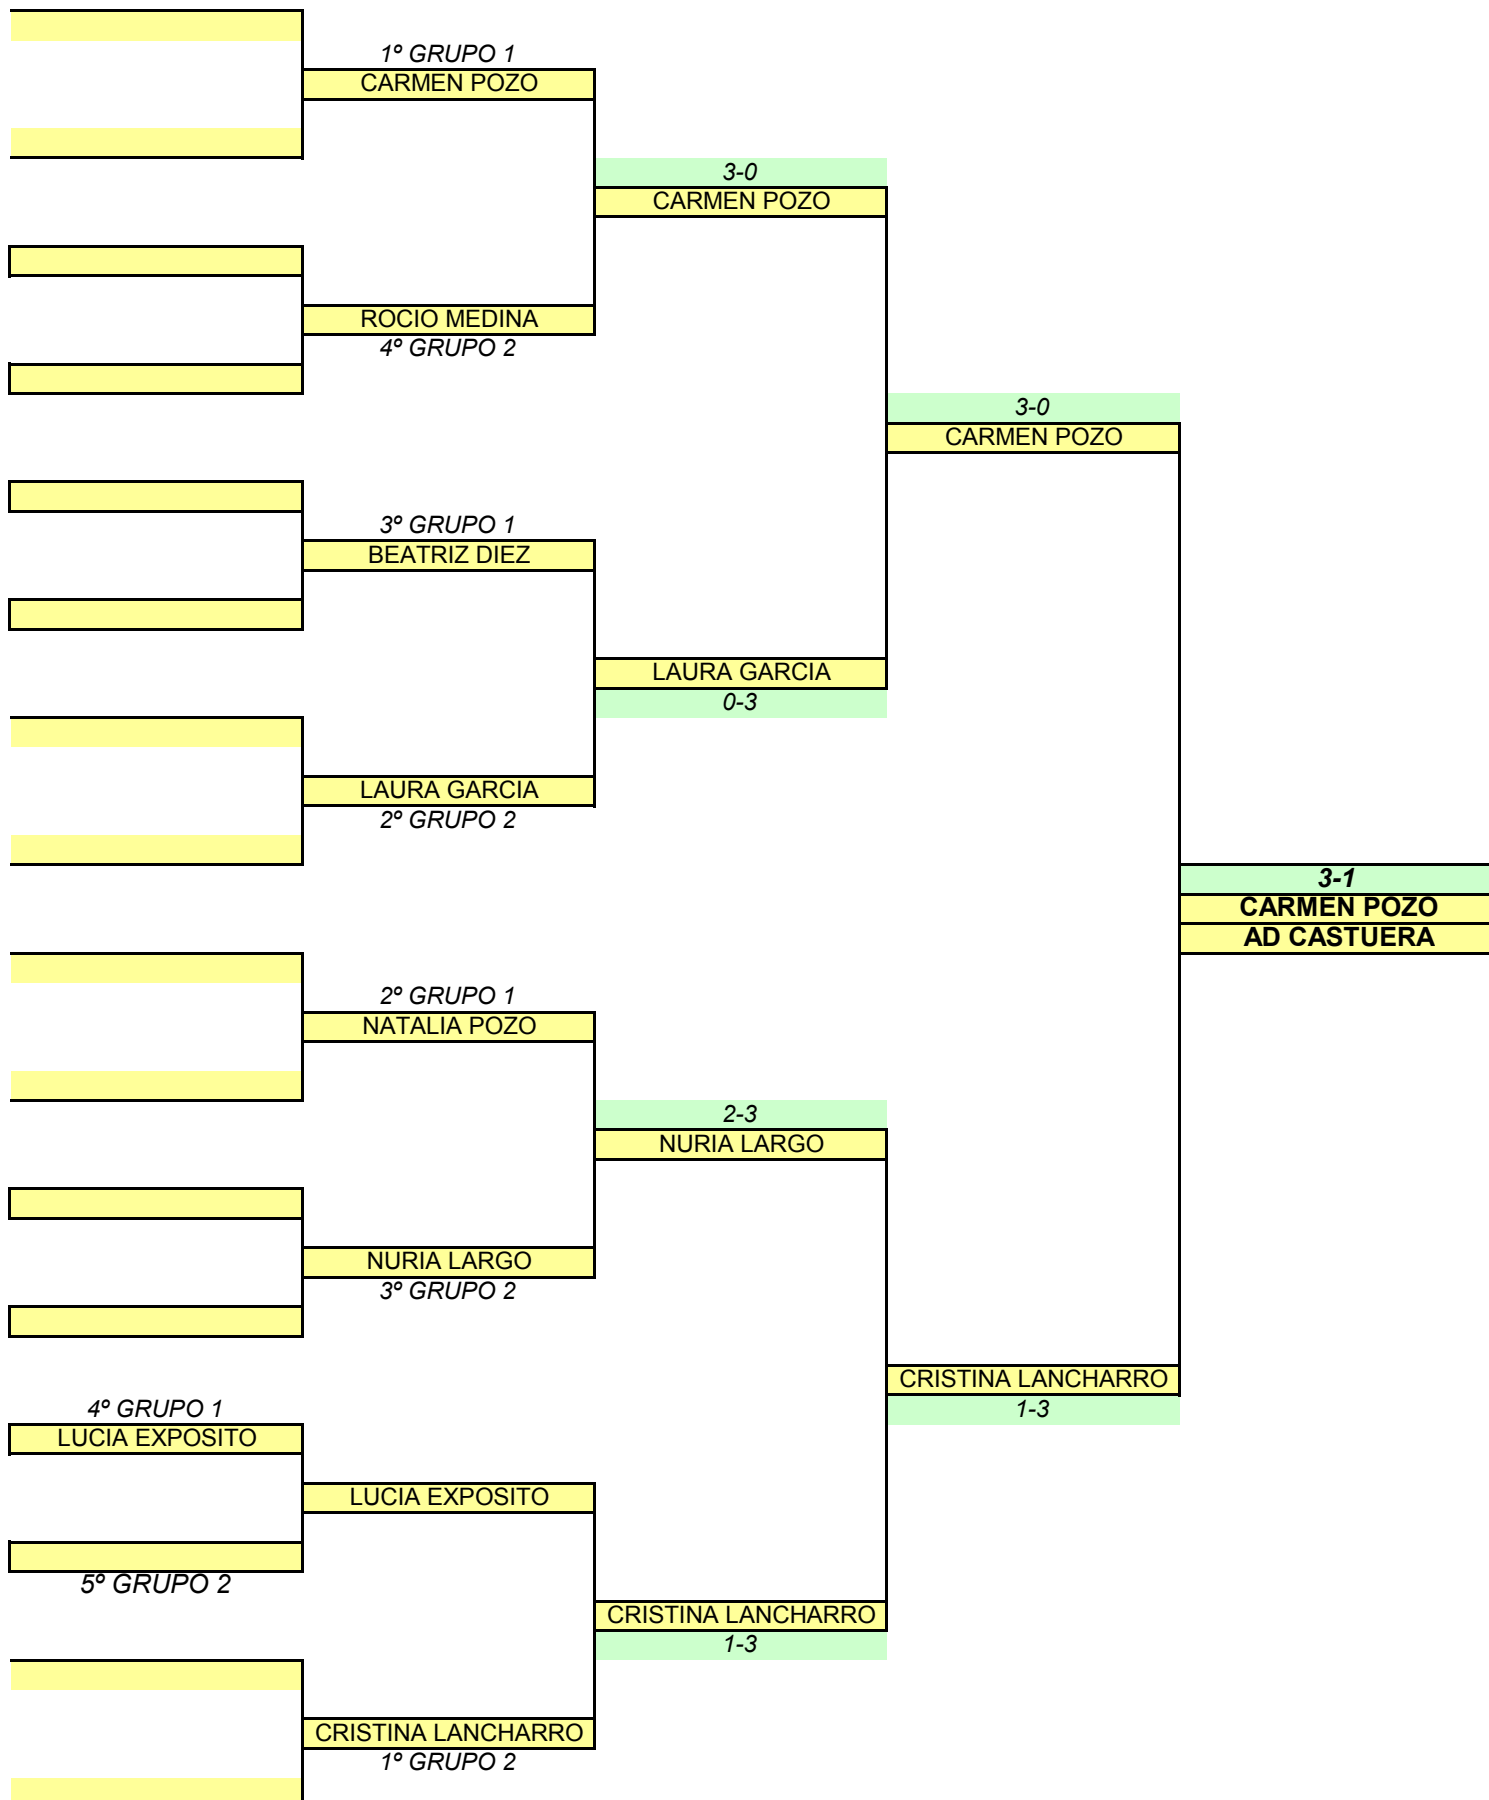 1º GRUPO 1
CARMEN POZO
3-0
CARMEN POZO
ROCIO MEDINA
4º GRUPO 2
3-0
CARMEN POZO
3º GRUPO 1
BEATRIZ DIEZ
LAURA GARCIA
0-3
LAURA GARCIA
2º GRUPO 2
3-1
CARMEN POZO
AD CASTUERA
2º GRUPO 1
NATALIA POZO
2-3
NURIA LARGO
NURIA LARGO
3º GRUPO 2
CRISTINA LANCHARRO
1-3
4º GRUPO 1
LUCIA EXPOSITO
LUCIA EXPOSITO
5º GRUPO 2
CRISTINA LANCHARRO
1-3
CRISTINA LANCHARRO
1º GRUPO 2